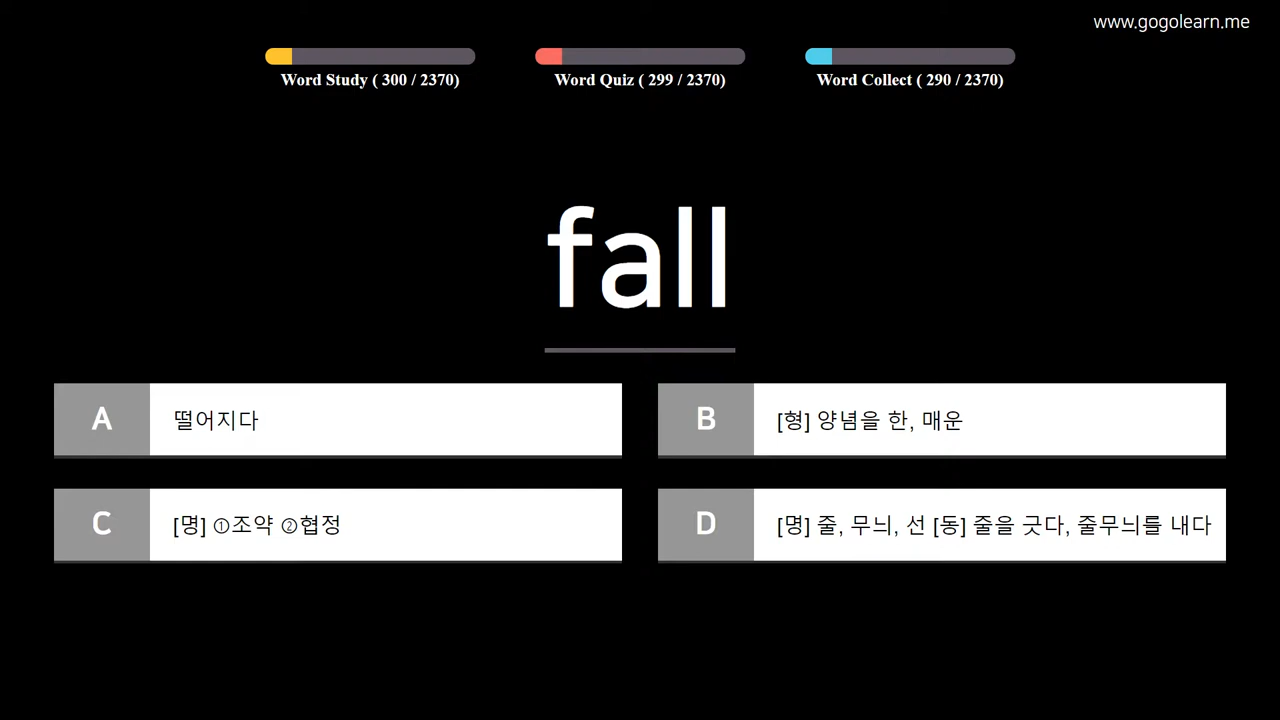 www.gogolearn.me
Word Study ( 300 / 2370)
Word Quiz ( 299 / 2370)
Word Collect ( 290 / 2370)
fall
A 떨어지다
B [형] 양념을 한, 매운
C [명] ①조약 ②협정
D [명] 줄, 무늬, 선 [동] 줄을 긋다, 줄무늬를 내다